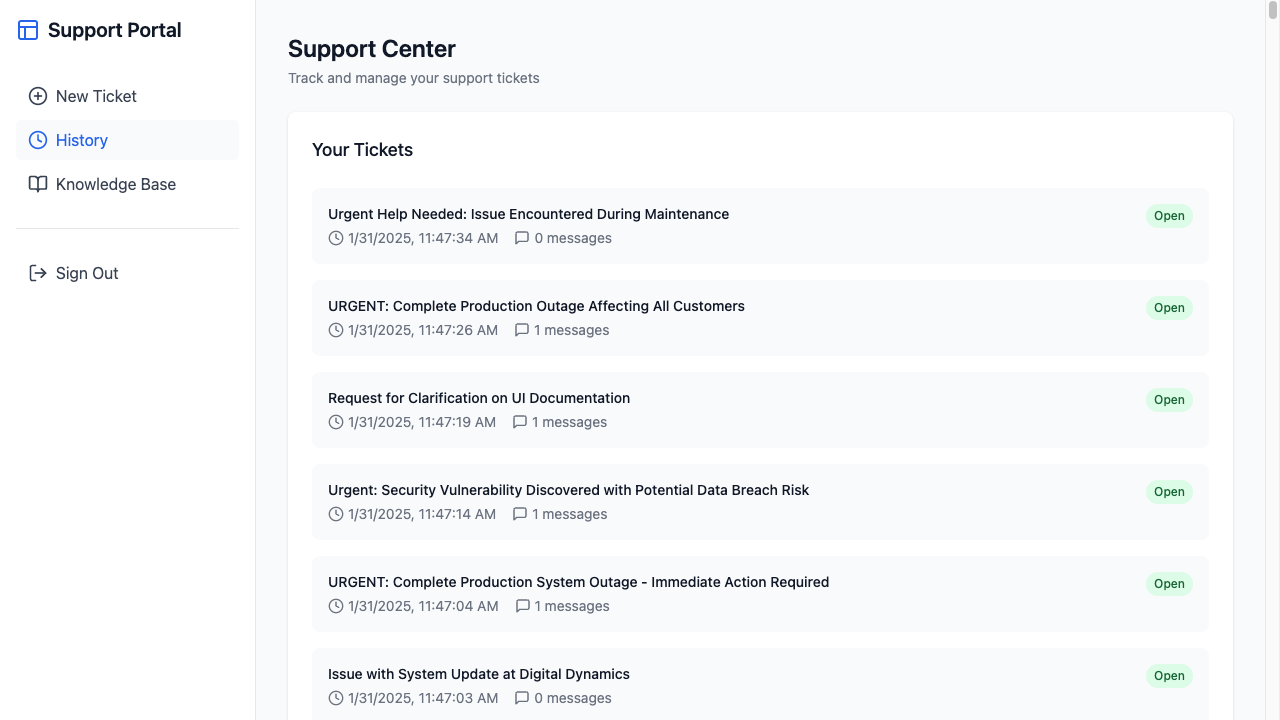 Support Portal
New Ticket
History
Knowledge Base
Sign Out
Support Center
Track and manage your support tickets
Your Tickets
Urgent Help Needed: Issue Encountered During Maintenance
Open
1/31/2025, 11:47:34 AM 0 messages
URGENT: Complete Production Outage Affecting All Customers
Open
1/31/2025, 11:47:26 AM 1 messages
Request for Clarification on UI Documentation
Open
1/31/2025, 11:47:19 AM 1 messages
Urgent: Security Vulnerability Discovered with Potential Data Breach Risk
Open
1/31/2025, 11:47:14 AM 1 messages
URGENT: Complete Production System Outage - Immediate Action Required
Open
1/31/2025, 11:47:04 AM 1 messages
Issue with System Update at Digital Dynamics
Open
1/31/2025, 11:47:03 AM 0 messages